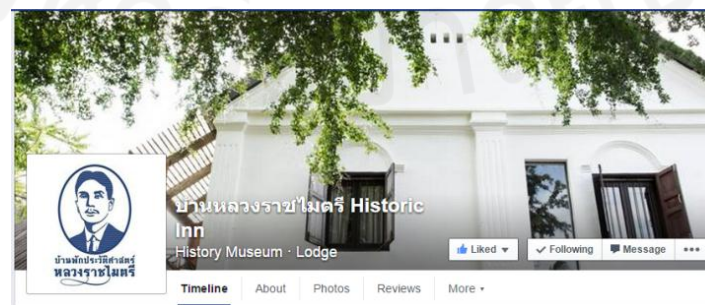 บ้านหลวงราชไมตรี Historic
Inn
History Museum · Lodge
Liked
Following
Message
บ้านพักประวัติศาสตร์
หลวงราชไมตรี
Timeline
About
Photos
Reviews
More